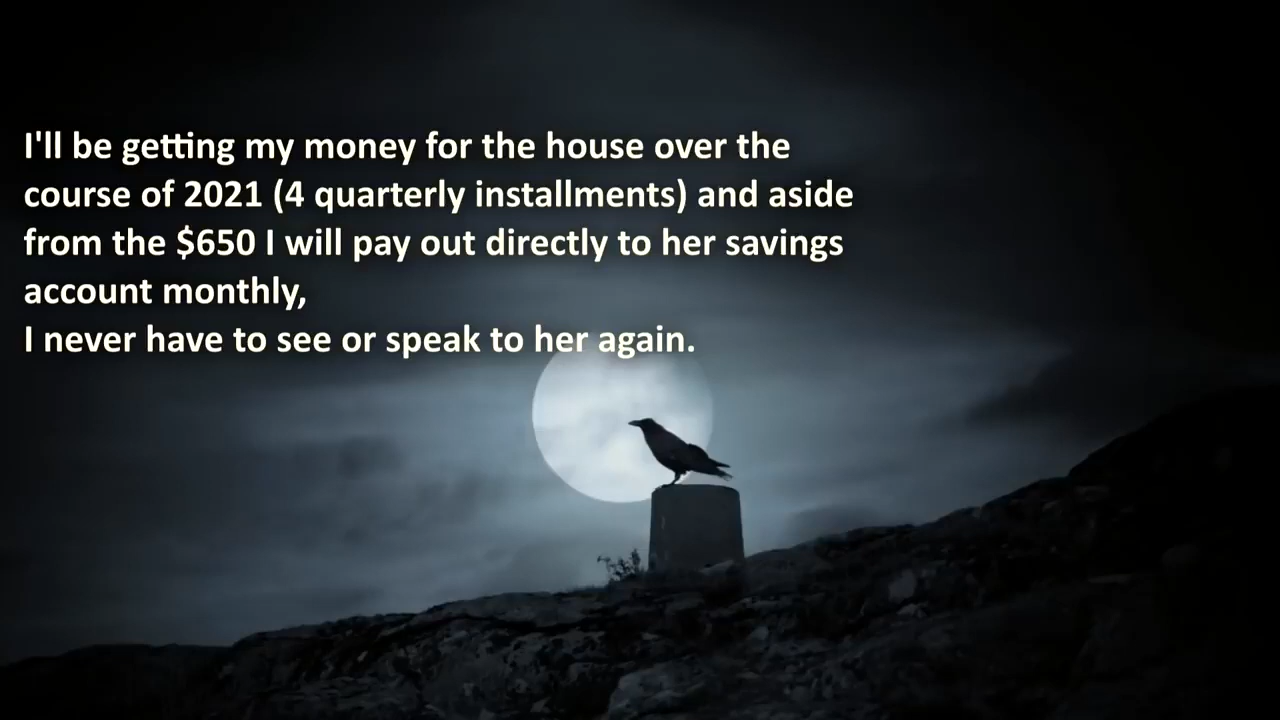 I'll be getting my money for the house over the
course of 2021 (4 quarterly installments) and aside
from the $650 I will pay out directly to her savings
account monthly,
I never have to see or speak to her again.